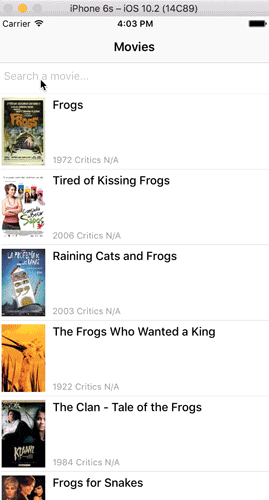 iPhone 6s – iOS 10.2 (14C89)
Carrier 4:03 PM
Movies
Search a movie...
Frogs
FROGS
1972 Critics N/A
Tired of Kissing Frogs
2006 Critics N/A
Raining Cats and Frogs
2003 Critics N/A
The Frogs Who Wanted a King
1922 Critics N/A
The Clan - Tale of the Frogs
KLANI
1984 Critics N/A
Frogs for Snakes